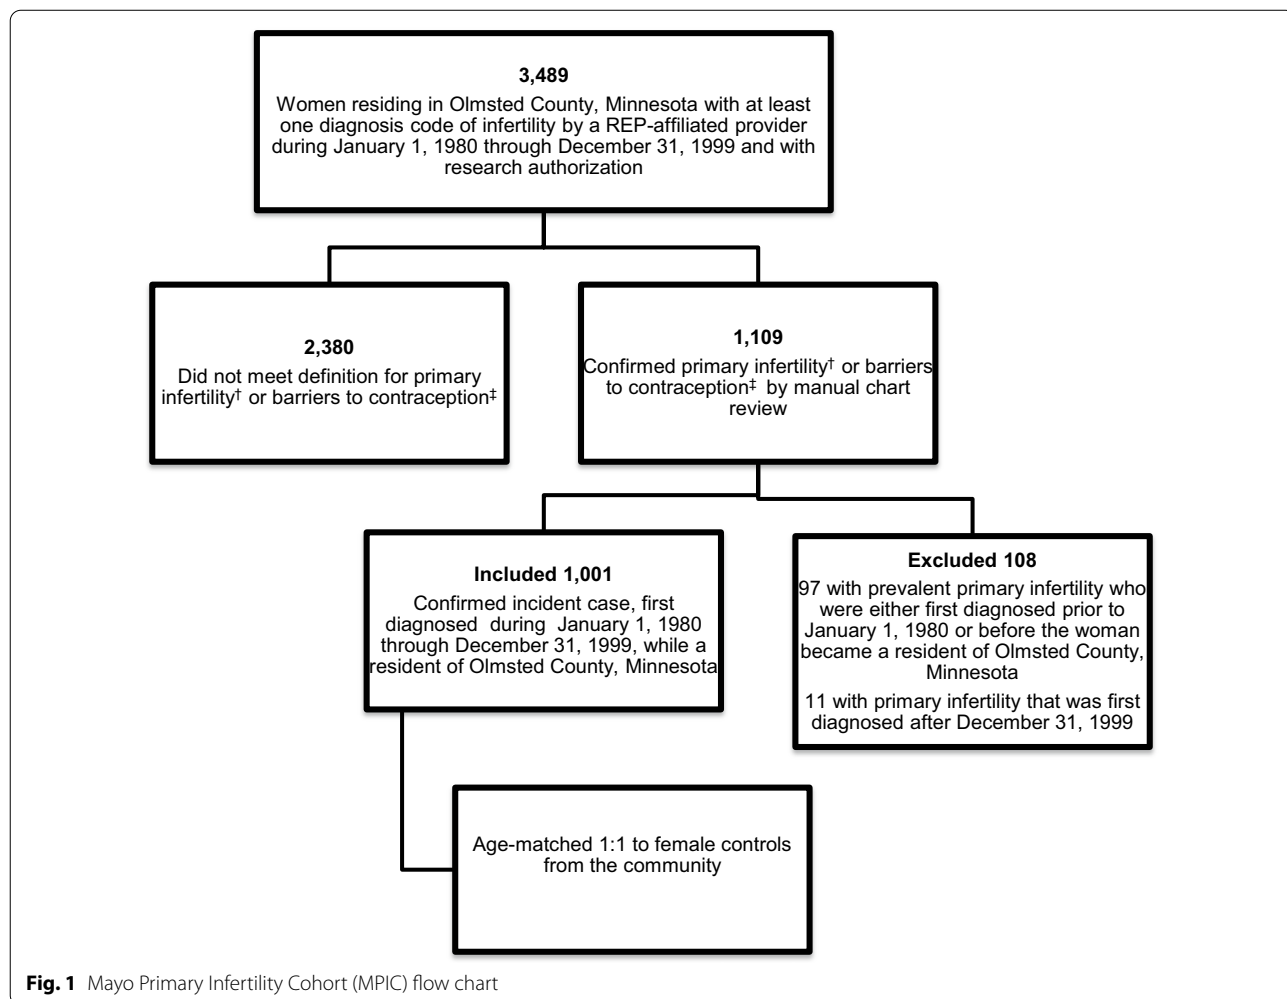 3,489
Women residing in Olmsted County, Minnesota with at least
one diagnosis code of infertility by a REP-affiliated provider
during January 1, 1980 through December 31, 1999 and with
research authorization
2,380
Did not meet definition for primary
infertility† or barriers to contraception‡
1,109
Confirmed primary infertility† or barriers
to contraception‡ by manual chart
review
Included 1,001
Confirmed incident case, first
diagnosed during January 1, 1980
through December 31, 1999, while a
resident of Olmsted County, Minnesota
Excluded 108
97 with prevalent primary infertility who
were either first diagnosed prior to
January 1, 1980 or before the woman
became a resident of Olmsted County,
Minnesota
11 with primary infertility that was first
diagnosed after December 31, 1999
Age-matched 1:1 to female controls
from the community
Fig. 1 Mayo Primary Infertility Cohort (MPIC) flow chart